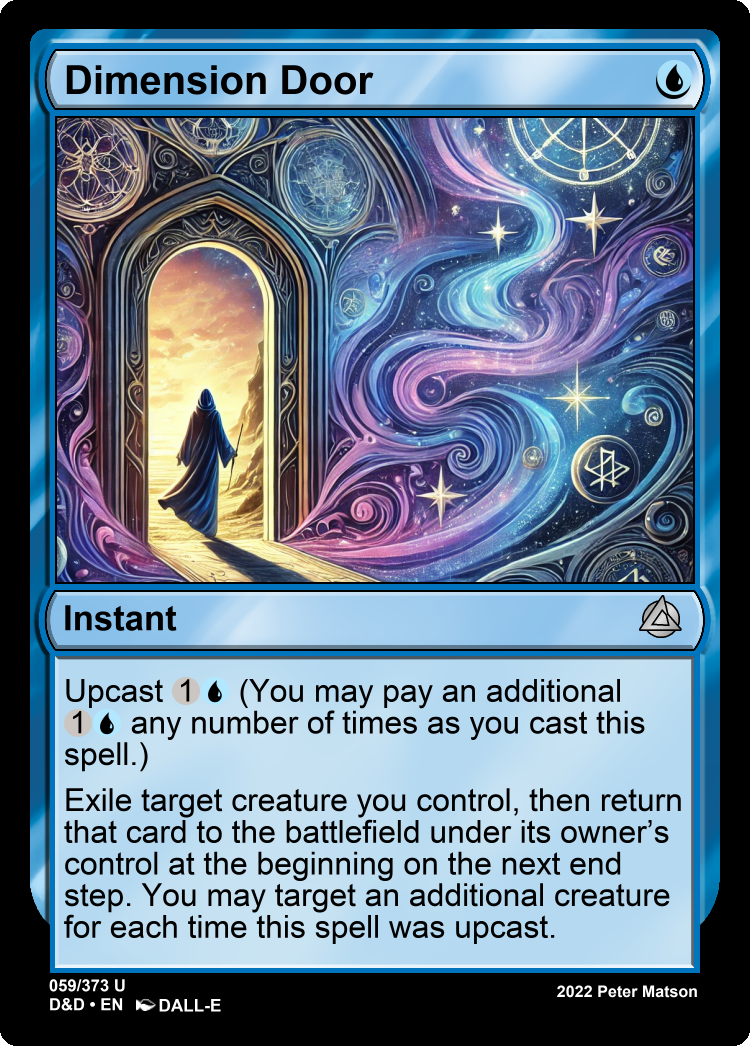 Dimension Door
Instant
Upcast 1 (You may pay an additional
1 any number of times as you cast this
spell.)
Exile target creature you control, then return
that card to the battlefield under its owner’s
control at the beginning on the next end
step. You may target an additional creature
for each time this spell was upcast.
059/373 U
D&D • EN DALL-E
2022 Peter Matson